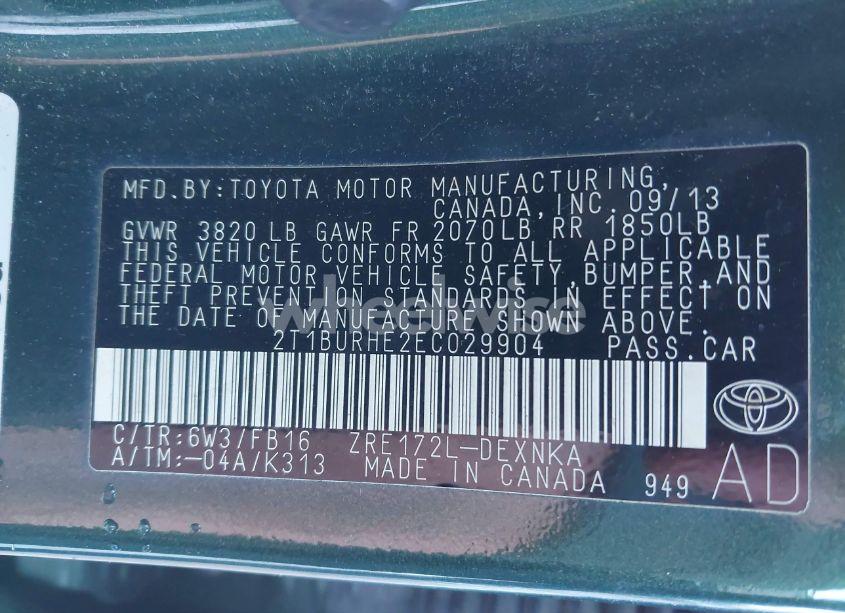 MFD.BY:TOYOTA MOTOR MANUFACTURING,
CANADA, INC. 09/13
GVWR 3820 LB GAWR FR 2070LB RR 1850LB
THIS VEHICLE CONFORMS TO ALL APPLICABLE
FEDERAL MOTOR VEHICLE SAFETY, BUMPER, AND
THEFT PREVENTION STANDARDS IN EFFECT ON
THE DATE OF MANUFACTURE SHOWN ABOVE.
wheelwise
2T1BURHE2EC029904 PASS.CAR
C/TR:6W3/FB16 ZRE172L-DEXNKA
A/TM:-04A/K313 MADE IN CANADA 949 AD